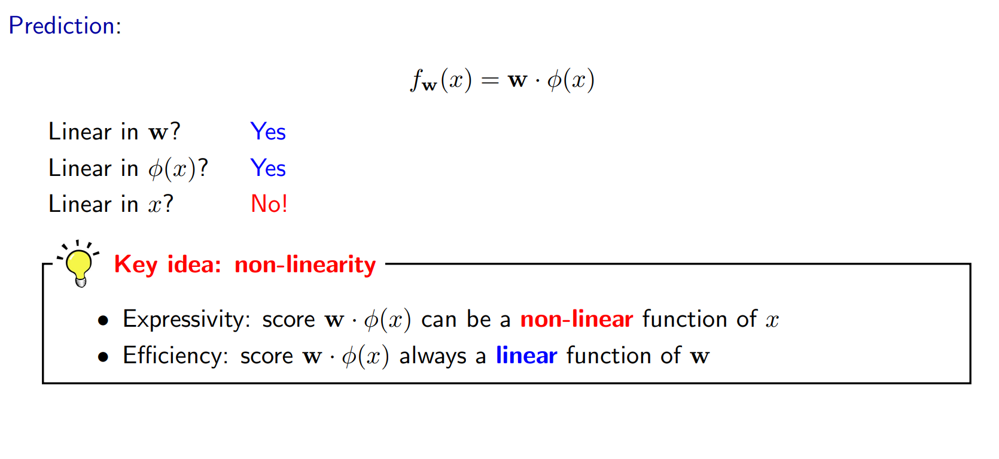 Prediction:
f_w(x) = w · ϕ(x)
Linear in w? Yes
Linear in ϕ(x)? Yes
Linear in x? No!
Key idea: non-linearity
• Expressivity: score w · ϕ(x) can be a non-linear function of x
• Efficiency: score w · ϕ(x) always a linear function of w